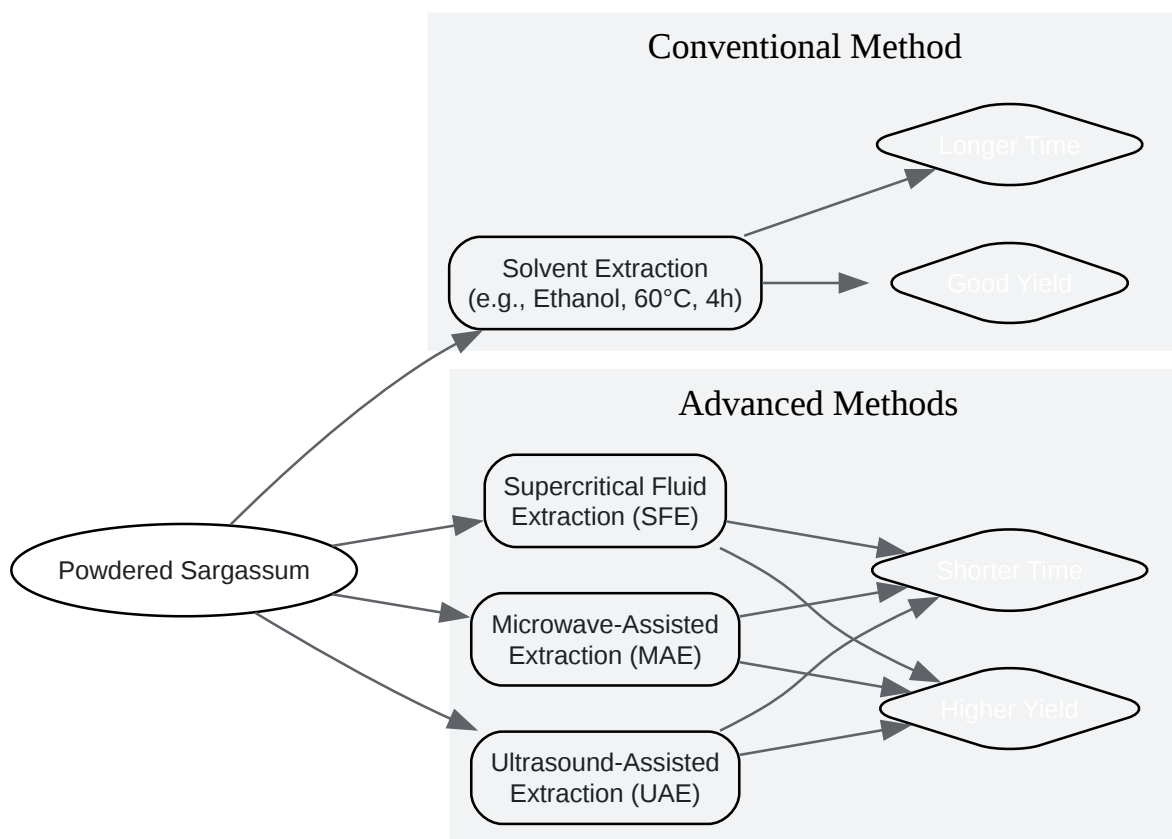 Conventional Method
Longer Time
Solvent Extraction
(e.g., Ethanol, 60°C, 4h)
Good Yield
Advanced Methods
Supercritical Fluid
Extraction (SFE)
Powdered Sargassum
Shorter Time
Microwave-Assisted
Extraction (MAE)
Higher Yield
Ultrasound-Assisted
Extraction (UAE)